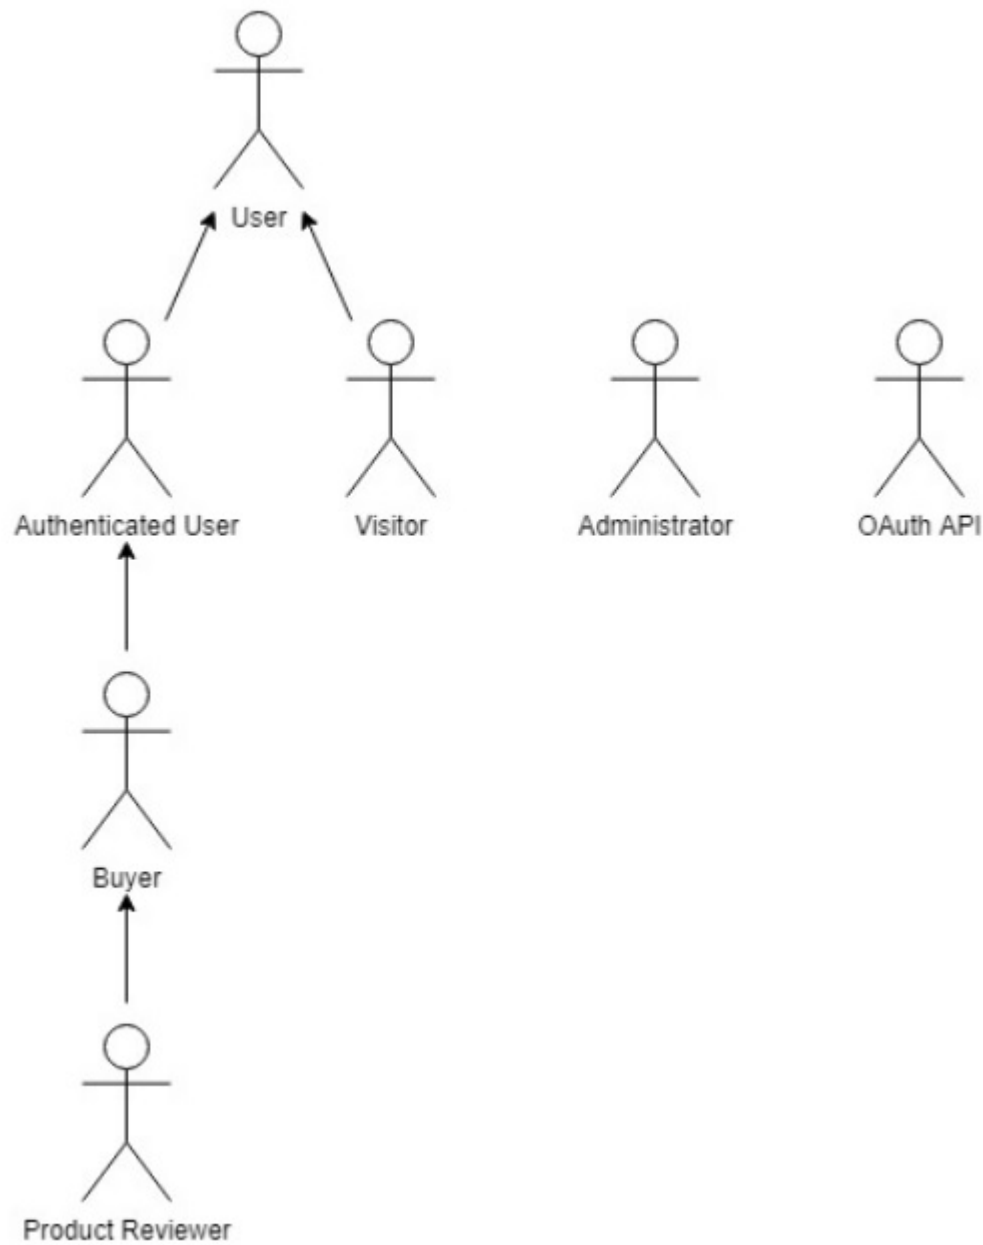 User
Authenticated User
Visitor
Administrator
OAuth API
Buyer
Product Reviewer